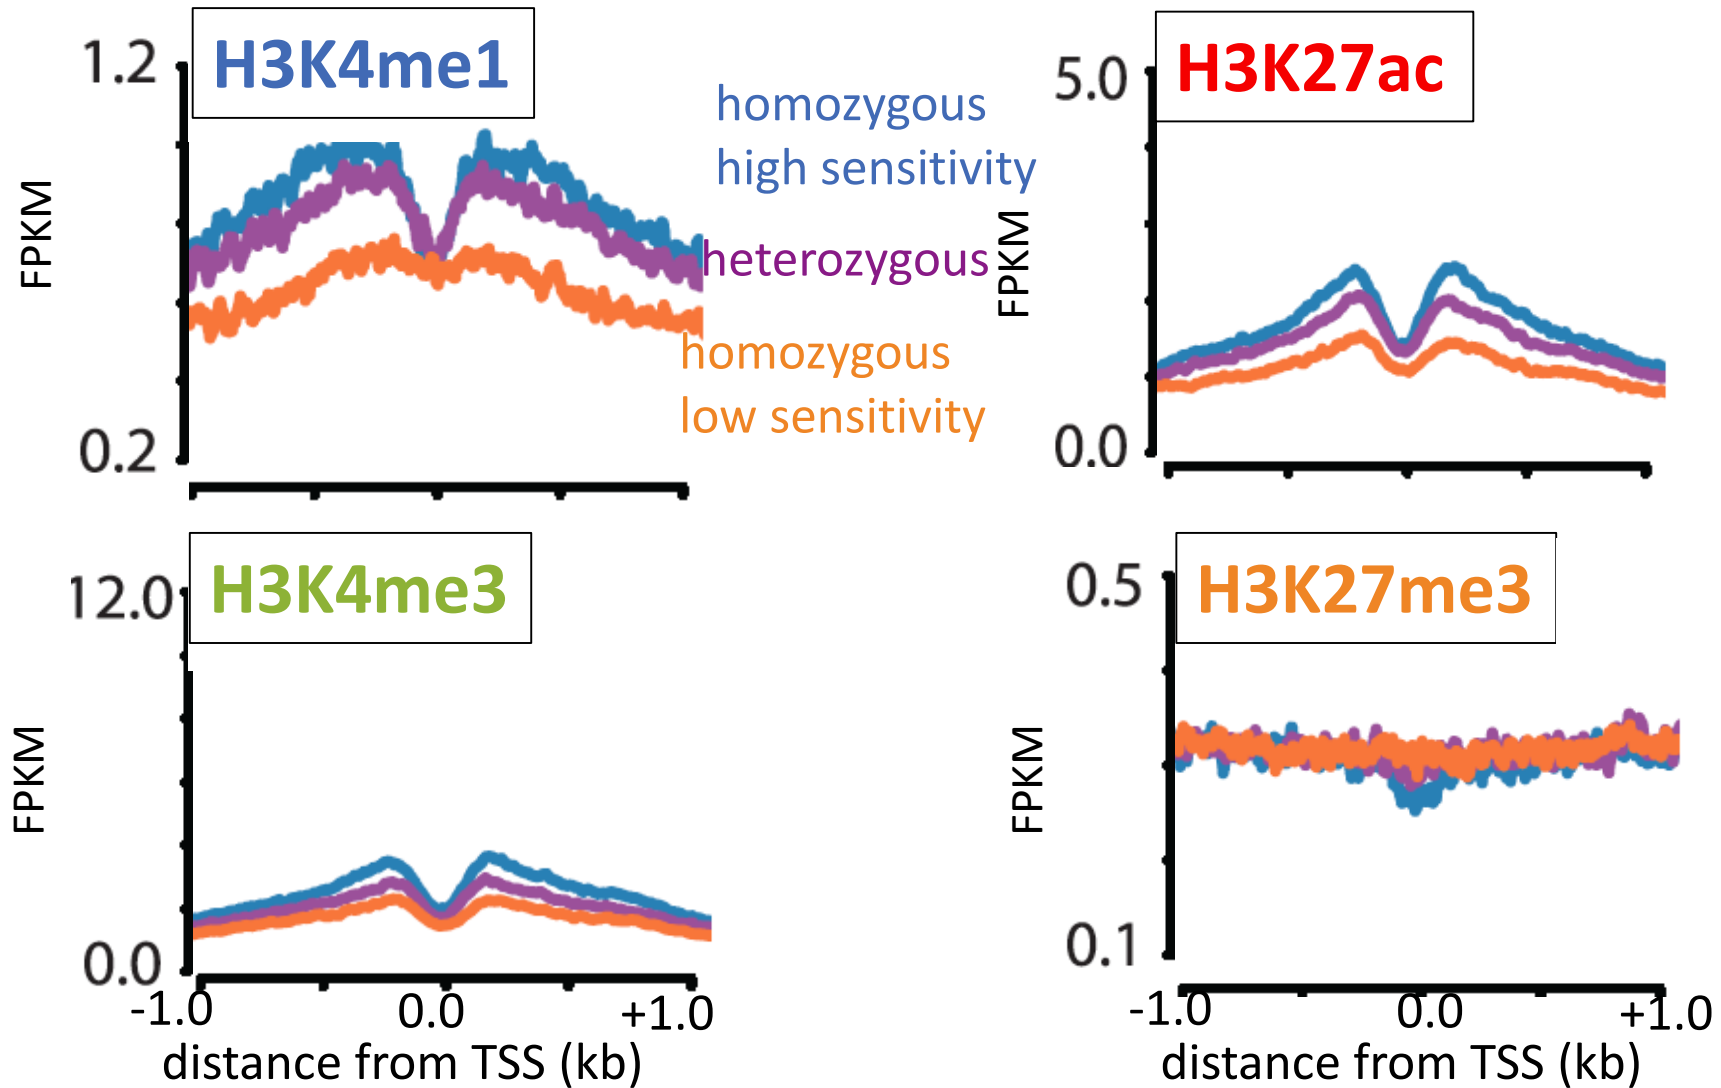 H3K4me1
1.2
0.2
FPKM
homozygous
high sensitivity
heterozygous
homozygous
low sensitivity
H3K27ac
5.0
0.0
FPKM
H3K4me3
12.0
0.0
FPKM
-1.0 0.0 +1.0
distance from TSS (kb)
H3K27me3
0.5
0.1
FPKM
-1.0 0.0 +1.0
distance from TSS (kb)